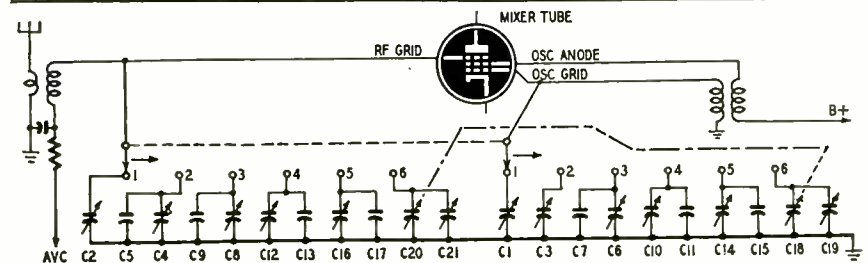 MIXER TUBE
RF GRID
OSC ANODE
OSC GRID
B+
1 2 3 4 5 6 1 2 3 4 5 6
AVC C2 C5 C4 C9 C8 C12 C13 C16 C17 C20 C21 C1 C3 C7 C6 C10 C11 C14 C15 C18 C19